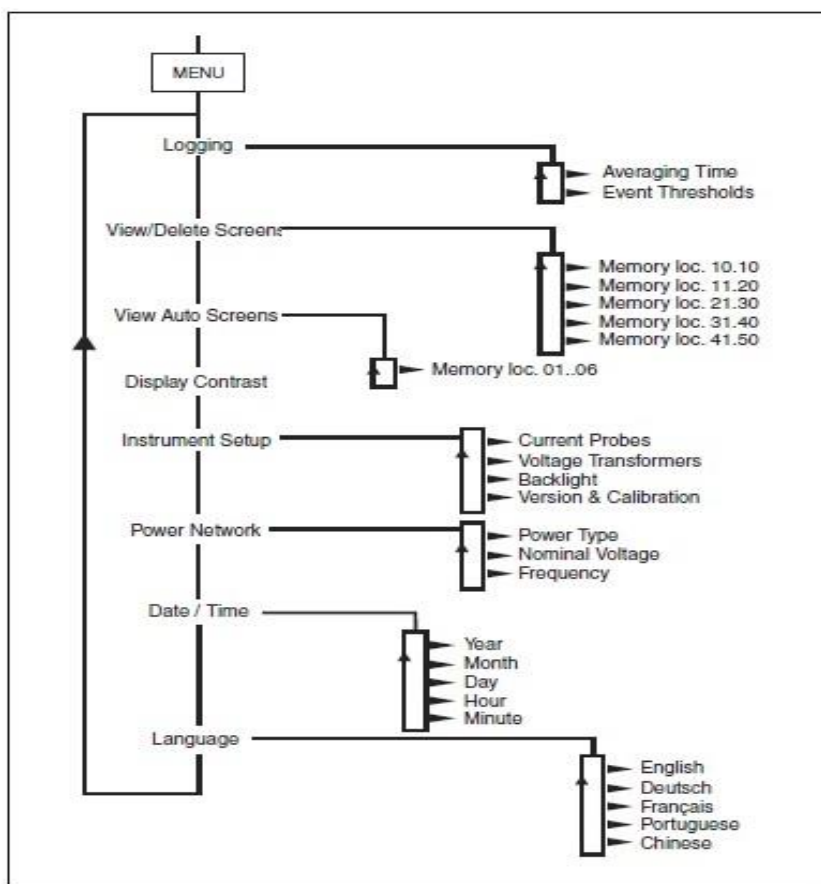 MENU
Logging
Averaging Time
Event Thresholds
View/Delete Screens
Memory loc. 10.10
Memory loc. 11.20
Memory loc. 21.30
Memory loc. 31.40
Memory loc. 41.50
View Auto Screens
Memory loc. 01..06
Display Contrast
Instrument Setup
Current Probes
Voltage Transformers
Backlight
Version & Calibration
Power Network
Power Type
Nominal Voltage
Frequency
Date / Time
Year
Month
Day
Hour
Minute
Language
English
Deutsch
Français
Portuguese
Chinese